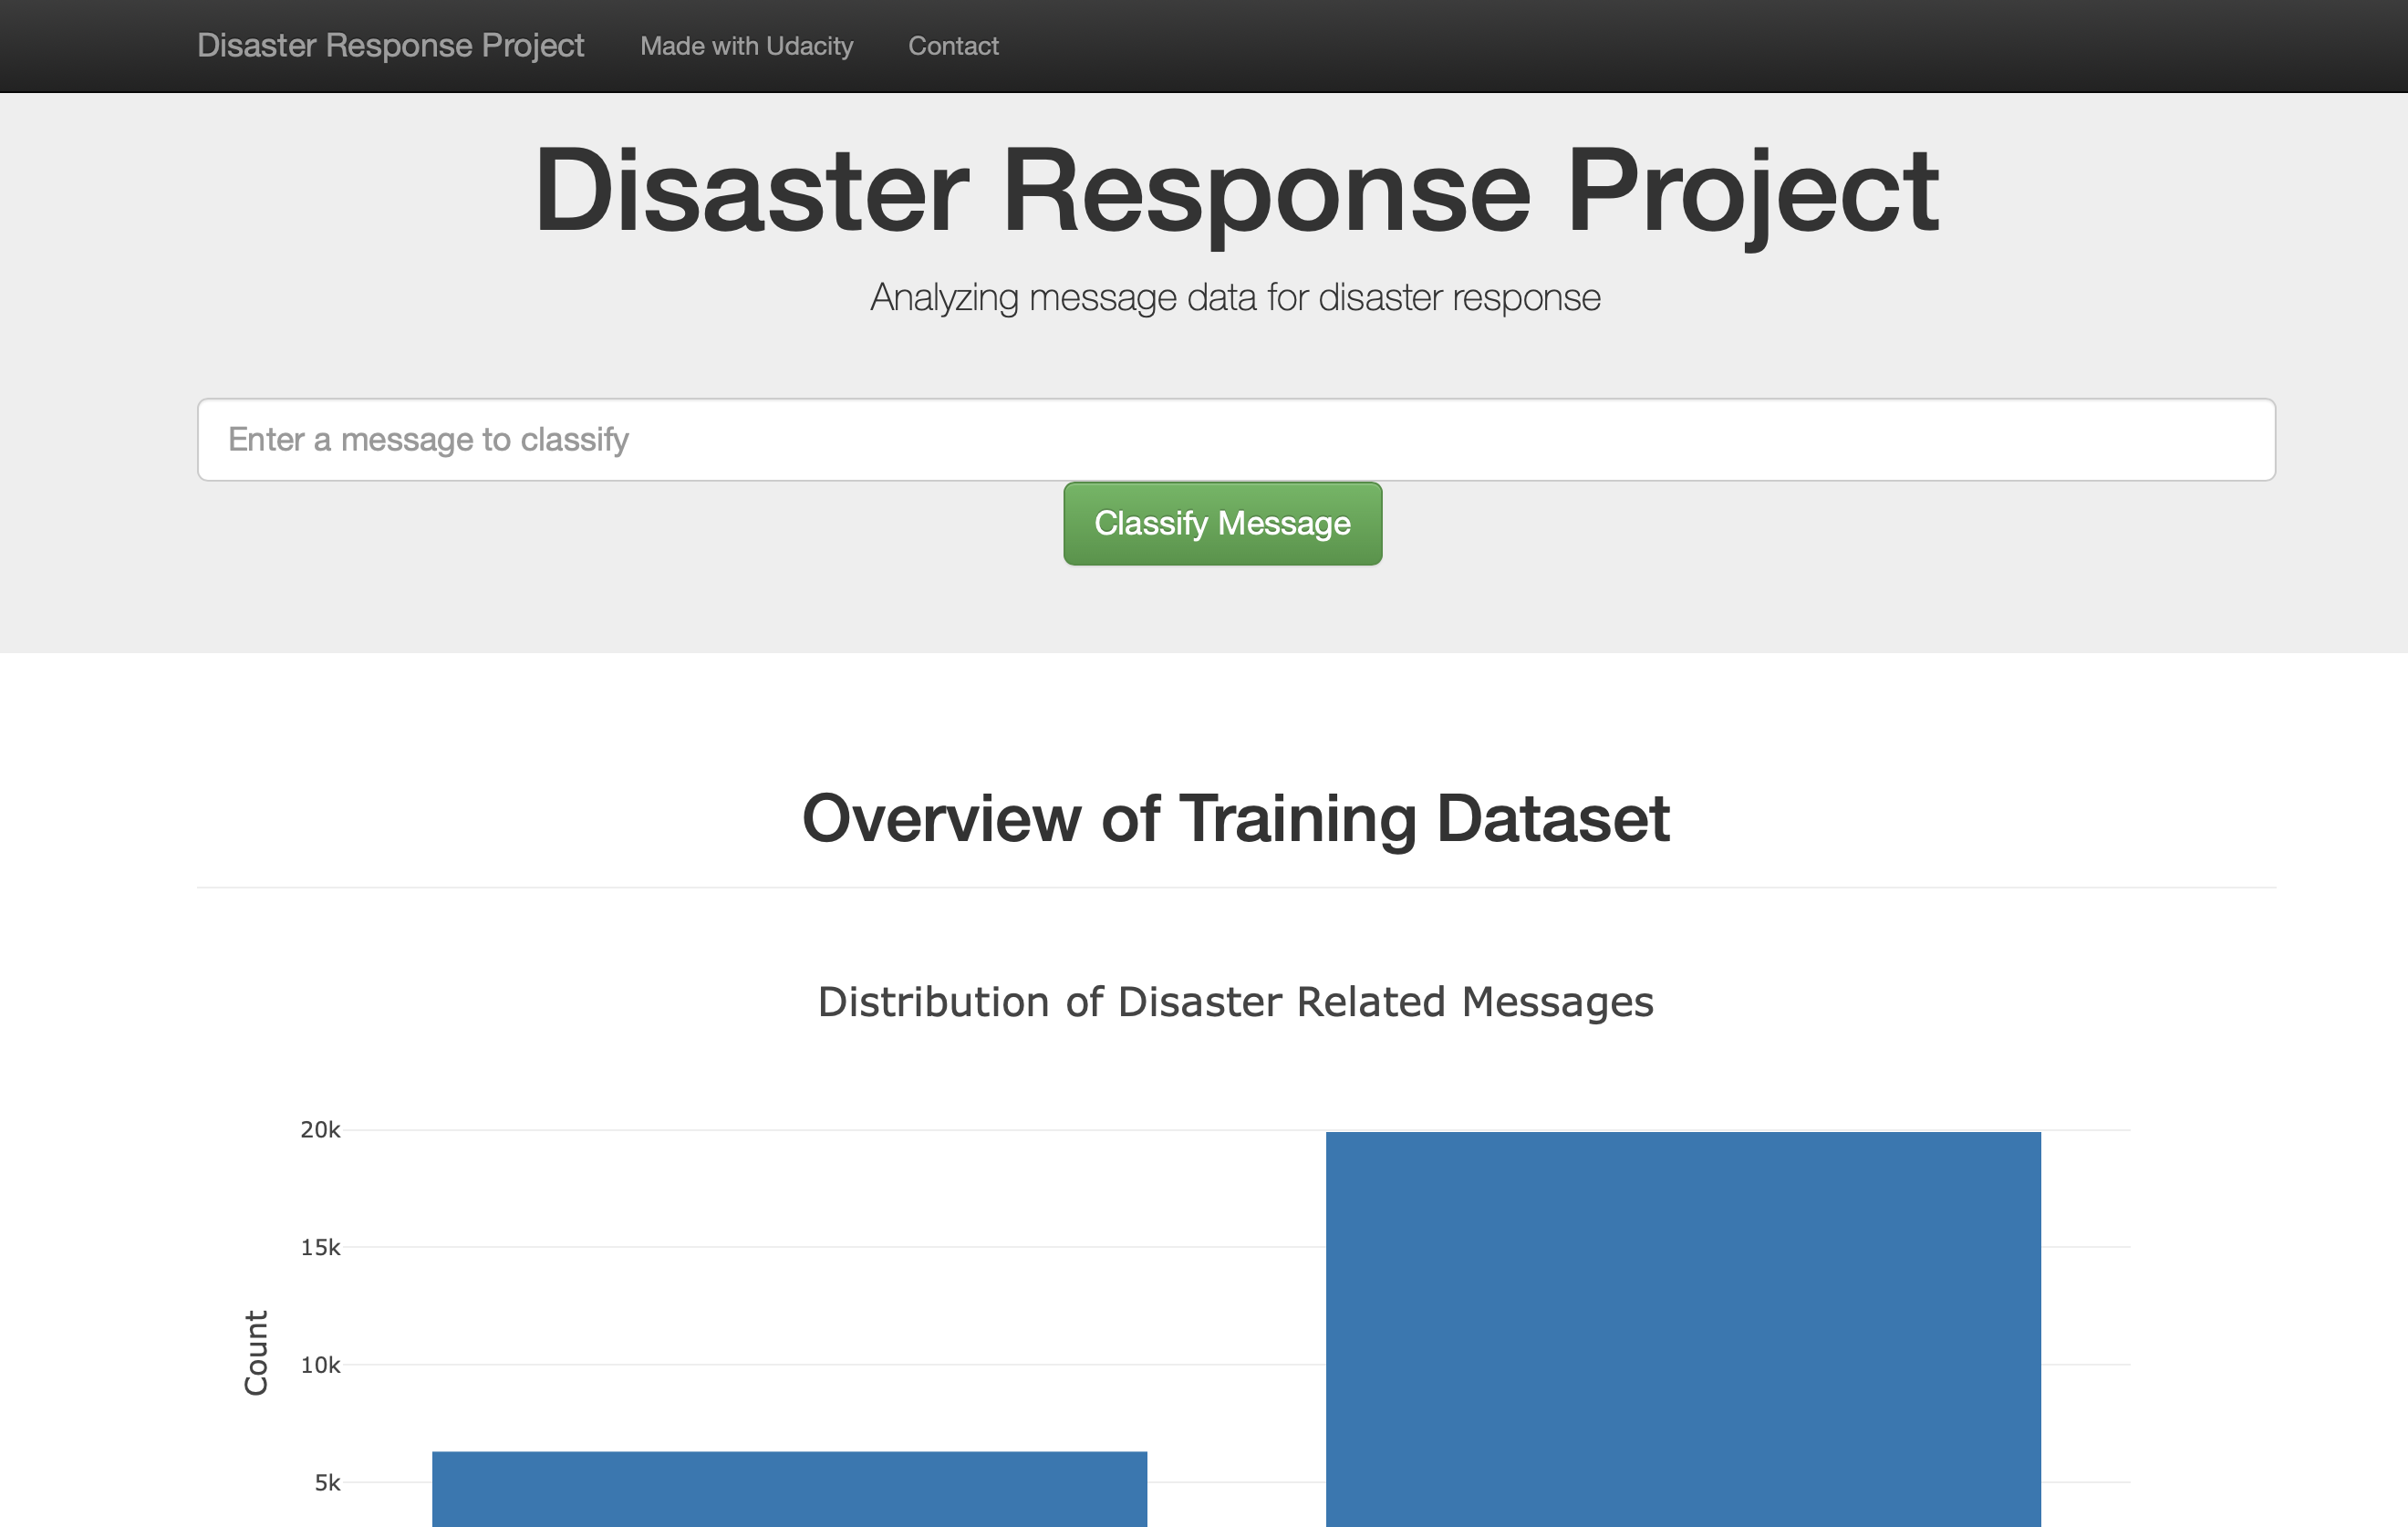 Disaster Response Project Made with Udacity Contact
Disaster Response Project
Analyzing message data for disaster response
Enter a message to classify
Classify Message
Overview of Training Dataset
Distribution of Disaster Related Messages
20k
15k
Count
10k
5k